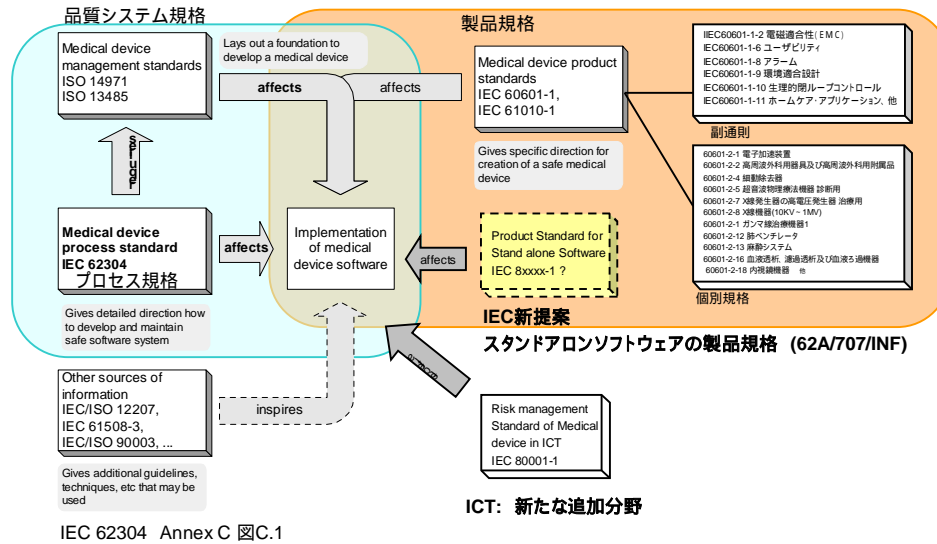 品質システム規格
製品規格
Medical device
management standards
ISO 14971
ISO 13485
Lays out a foundation to
develop a medical device
affects
affects
Medical device product
standards
IEC 60601-1,
IEC 61010-1
Gives specific direction for
creation of a safe medical
device
IIEC60601-1-2 電磁適合性(EMC)
IEC60601-1-6 ユーザビリティ
IEC60601-1-8 アラーム
IEC60601-1-9 環境適合設計
IEC60601-1-10 生理的閉ループコントロール
IEC60601-1-11 ホームケア・アプリケーション、他
副通則
60601-2-1 電子加速装置
60601-2-2 高周波外科用器具及び高周波外科用附属品
60601-2-4 細動除去器
60601-2-5 超音波物理療法機器 診断用
60601-2-7 X線発生器の高電圧発生器 治療用
60601-2-8 X線機器(10KV~1MV)
60601-2-1 ガンマ線治療機器1
60601-2-12 肺ベンチレータ
60601-2-13 麻酔システム
60601-2-16 血液透析、濾過透析及び血液ろ過機器
60601-2-18 内視鏡機器 他
個別規格
Medical device
process standard
IEC 62304
プロセス規格
affects
Implementation
of medical
device software
affects
Product Standard for
Stand alone Software
IEC 8xxxx-1 ?
Gives detailed direction how
to develop and maintain
safe software system
IEC新提案
スタンドアロンソフトウェアの製品規格 (62A/707/INF)
Other sources of
information
IEC/ISO 12207,
IEC 61508-3,
IEC/ISO 90003, ...
inspires
Risk management
Standard of Medical
device in ICT
IEC 80001-1
Gives additional guidelines,
techniques, etc that may be
used
ICT: 新たな追加分野
IEC 62304 Annex C 図C.1